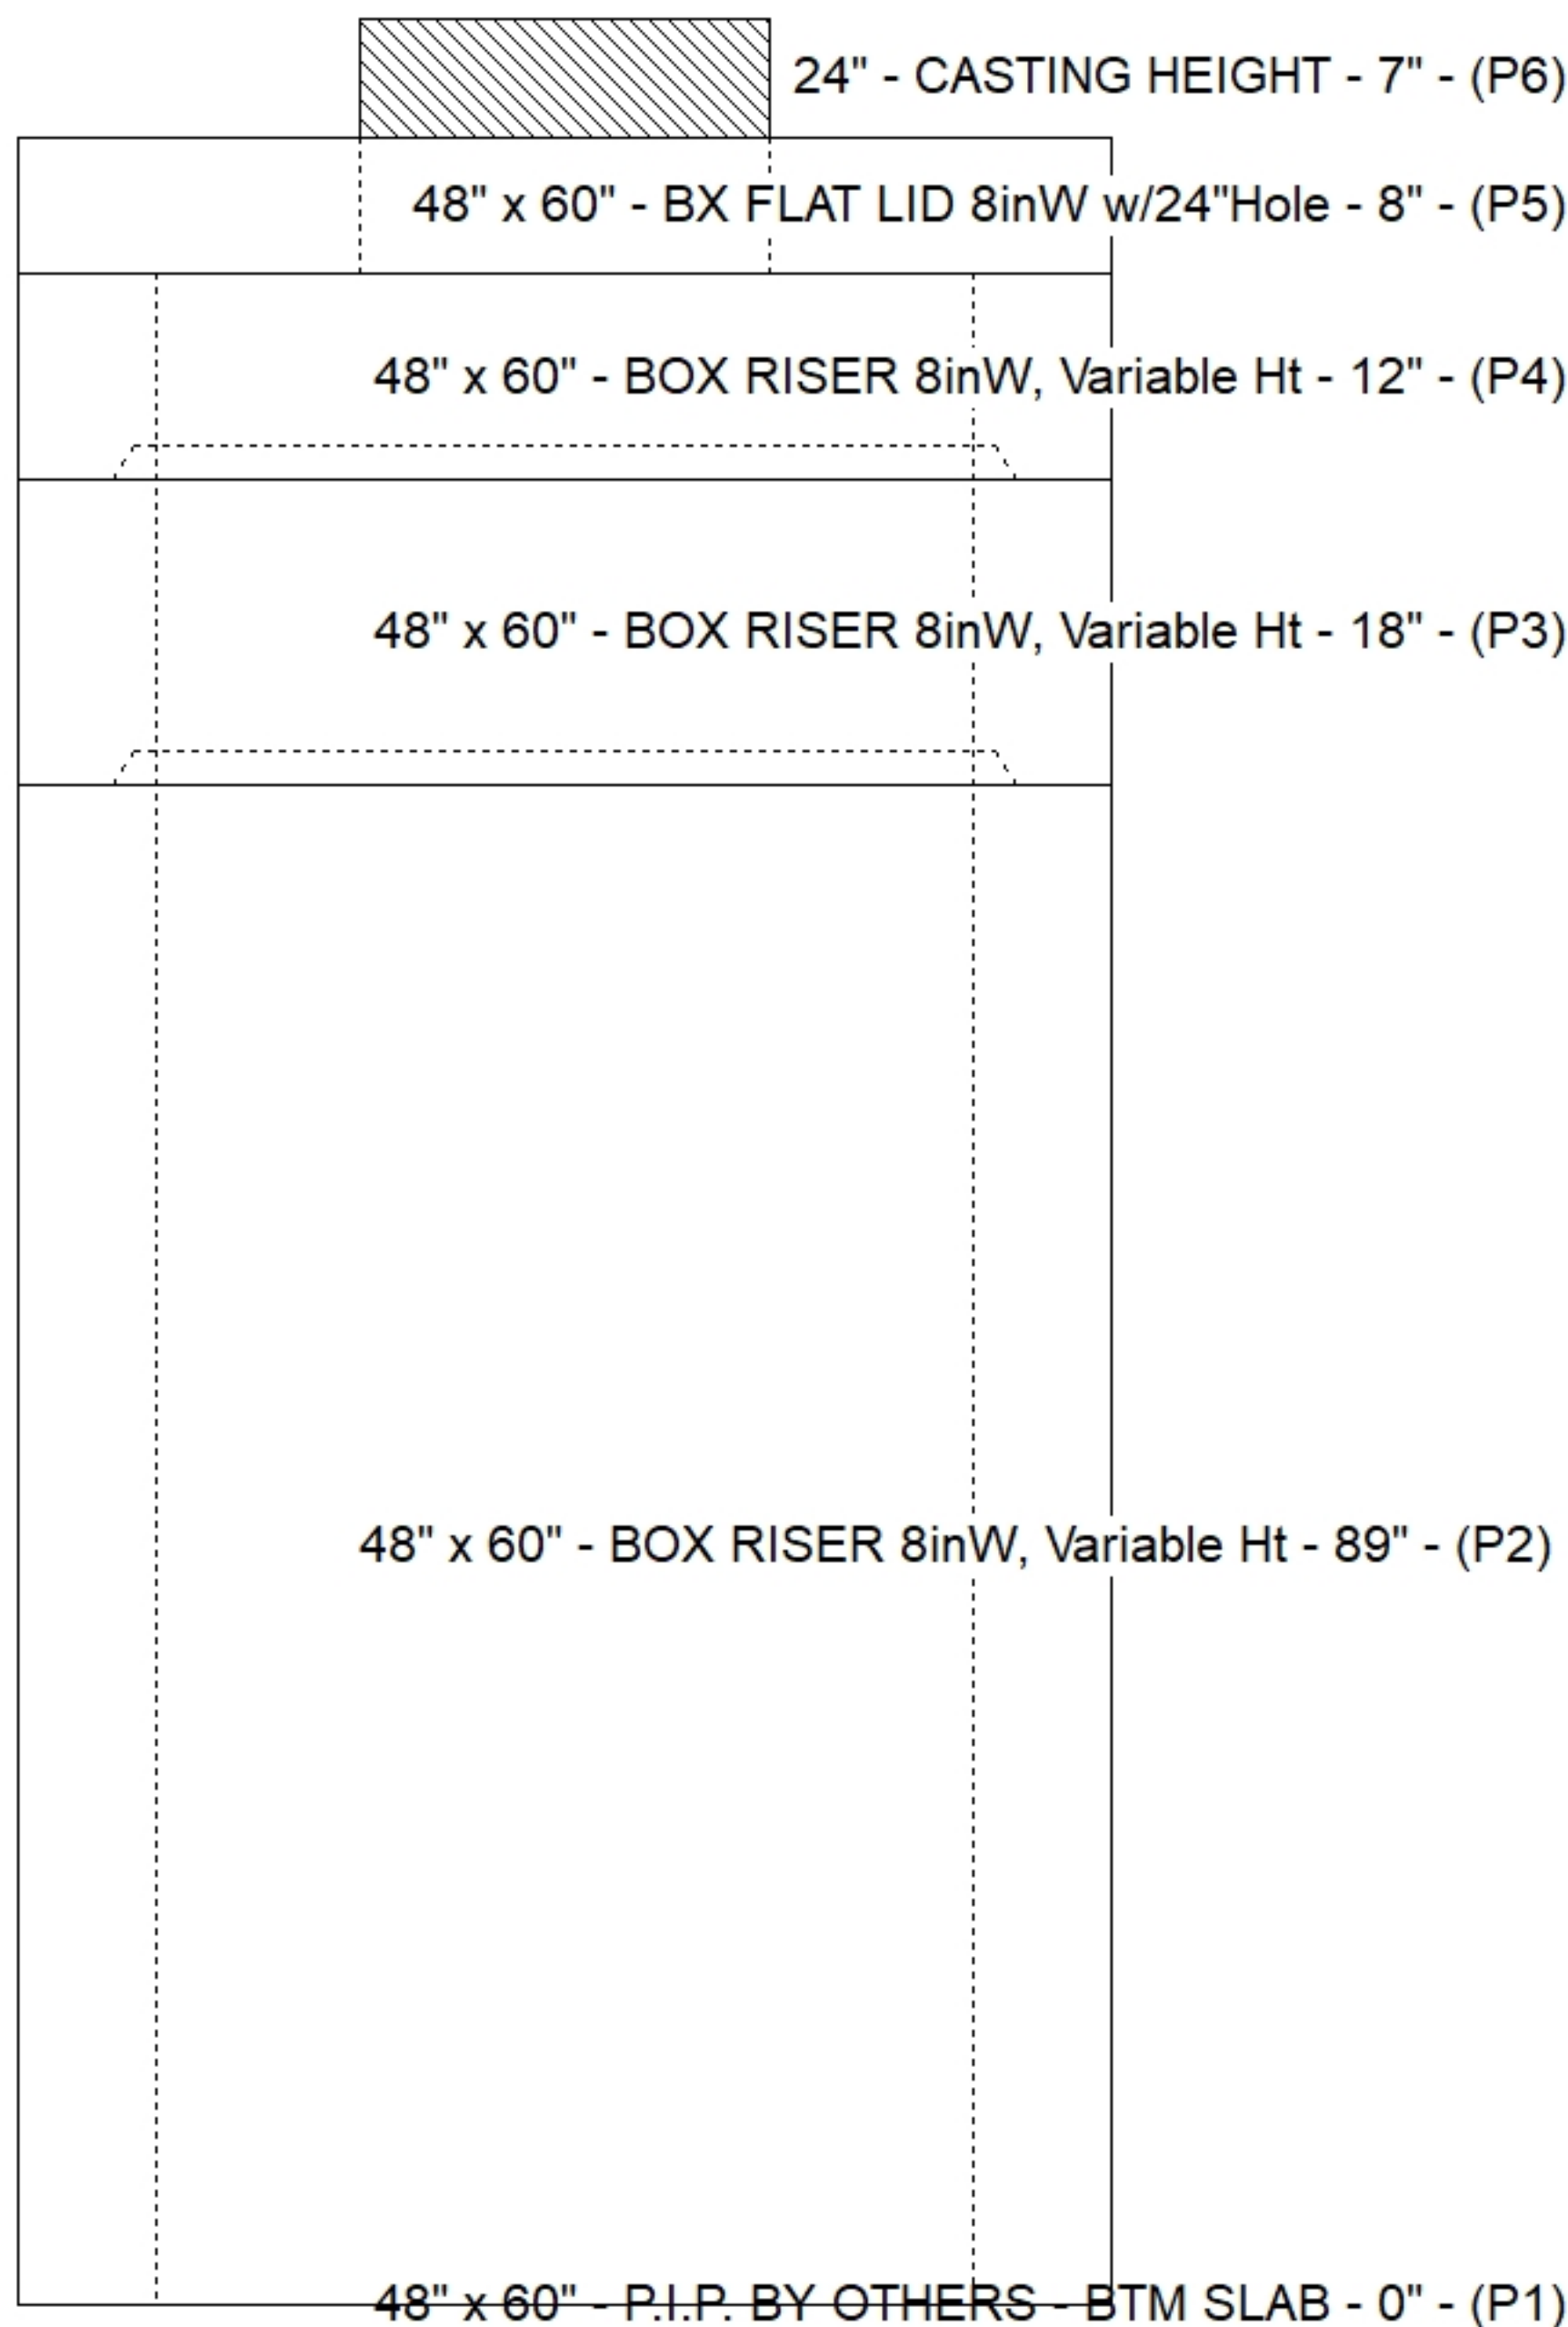 24" - CASTING HEIGHT - 7" - (P6)
48" x 60" - BX FLAT LID 8inW w/24"Hole - 8" - (P5)
48" x 60" - BOX RISER 8inW, Variable Ht - 12" - (P4)
48" x 60" - BOX RISER 8inW, Variable Ht - 18" - (P3)
48" x 60" - BOX RISER 8inW, Variable Ht - 89" - (P2)
48" x 60" - P.I.P. BY OTHERS - BTM SLAB - 0" - (P1)